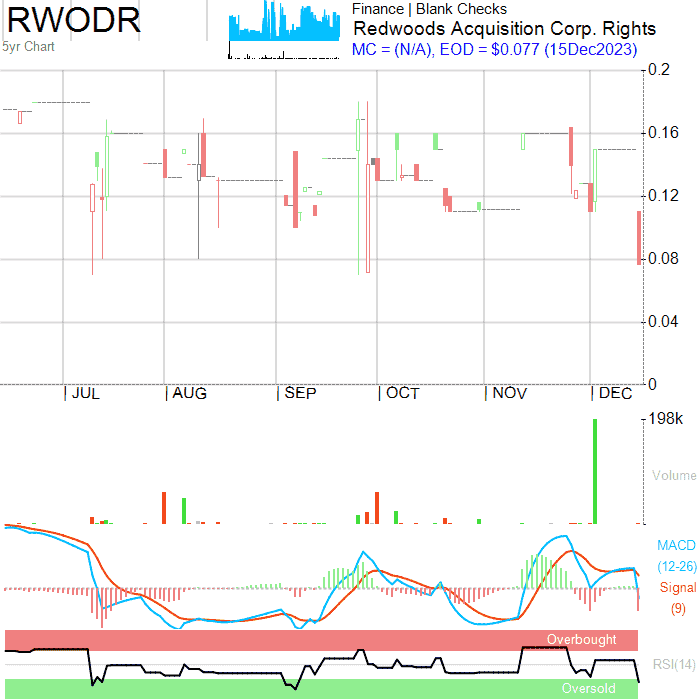 RWODR
5yr Chart
Finance | Blank Checks
Redwoods Acquisition Corp. Rights
MC = (N/A), EOD = $0.077 (15Dec2023)
0.2
0.16
0.12
0.08
0.04
0
JUL AUG SEP OCT NOV DEC
198k
Volume
MACD
(12-26)
Signal
(9)
Overbought
RSI(14)
Oversold